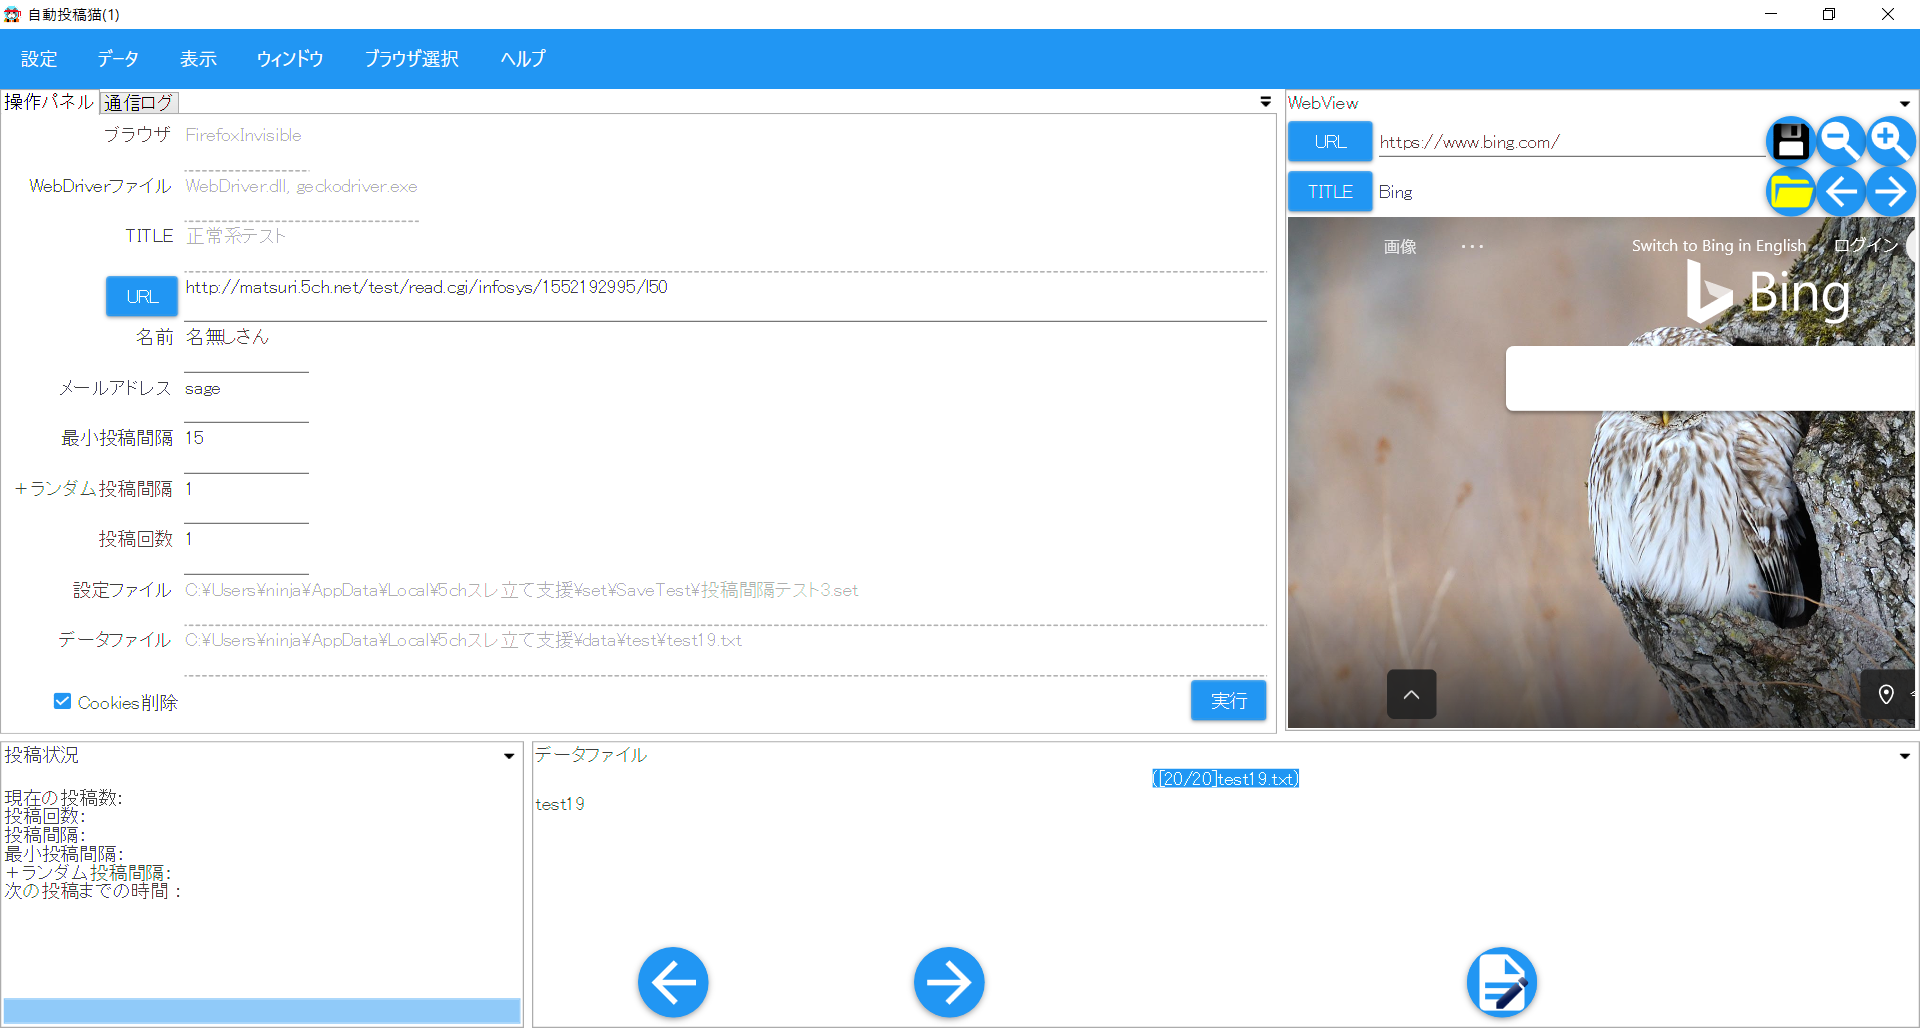 自動投稿猫(1)
設定 データ 表示 ウィンドウ ブラウザ選択 ヘルプ
操作パネル 通信ログ
ブラウザ FirefoxInvisible
WebDriverファイル WebDriver.dll, geckodriver.exe
TITLE 正常系テスト
URL http://matsuri.5ch.net/test/read.cgi/infosys/1552192995/l50
名前 名無しさん
メールアドレス sage
最小投稿間隔 15
+ランダム投稿間隔 1
投稿回数 1
設定ファイル C:¥Users¥ninja¥AppData¥Local¥5chスレ立て支援¥set¥SaveTest¥投稿間隔テスト3.set
データファイル C:¥Users¥ninja¥AppData¥Local¥5chスレ立て支援¥data¥test¥test19.txt
Cookies削除 実行
WebView
URL https://www.bing.com/
TITLE Bing
画像 ... Switch to Bing in English ログイン
Bing
投稿状況
現在の投稿数:
投稿回数:
投稿間隔:
最小投稿間隔:
+ランダム投稿間隔:
次の投稿までの時間 :
データファイル
([20/20]test19.txt)
test19